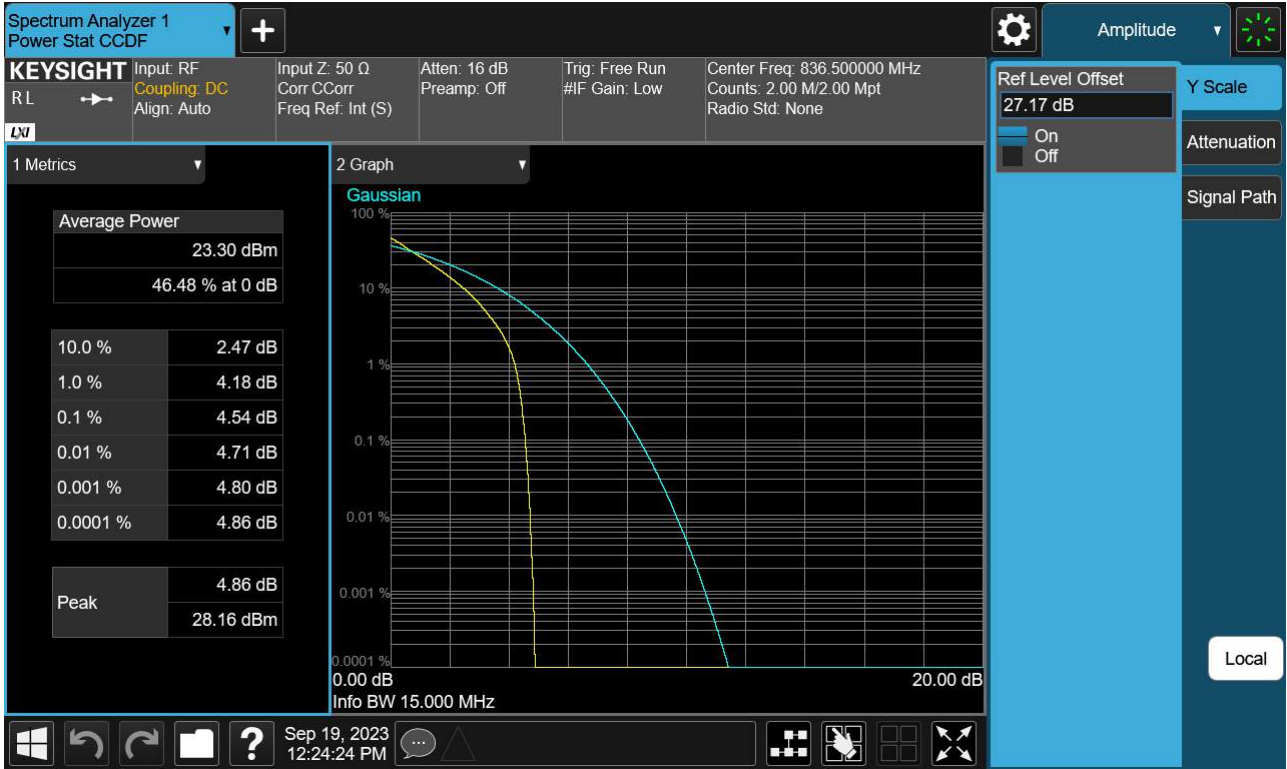 Spectrum Analyzer 1
Power Stat CCDF
+
Amplitude
KEYSIGHT
RL
LXI
Input: RF
Coupling: DC
Align: Auto
Input Z: 50 Ω
Corr CCorr
Freq Ref: Int (S)
Atten: 16 dB
Preamp: Off
Trig: Free Run
#IF Gain: Low
Center Freq: 836.500000 MHz
Counts: 2.00 M/2.00 Mpt
Radio Std: None
Ref Level Offset
27.17 dB
On
Off
Y Scale
Attenuation
Signal Path
Local
1 Metrics
Average Power
23.30 dBm
46.48 % at 0 dB
10.0 % 2.47 dB
1.0 % 4.18 dB
0.1 % 4.54 dB
0.01 % 4.71 dB
0.001 % 4.80 dB
0.0001 % 4.86 dB
Peak
4.86 dB
28.16 dBm
2 Graph
Gaussian
100 %
10 %
1 %
0.1 %
0.01 %
0.001 %
0.0001 %
0.00 dB 20.00 dB
Info BW 15.000 MHz
?
Sep 19, 2023
12:24:24 PM